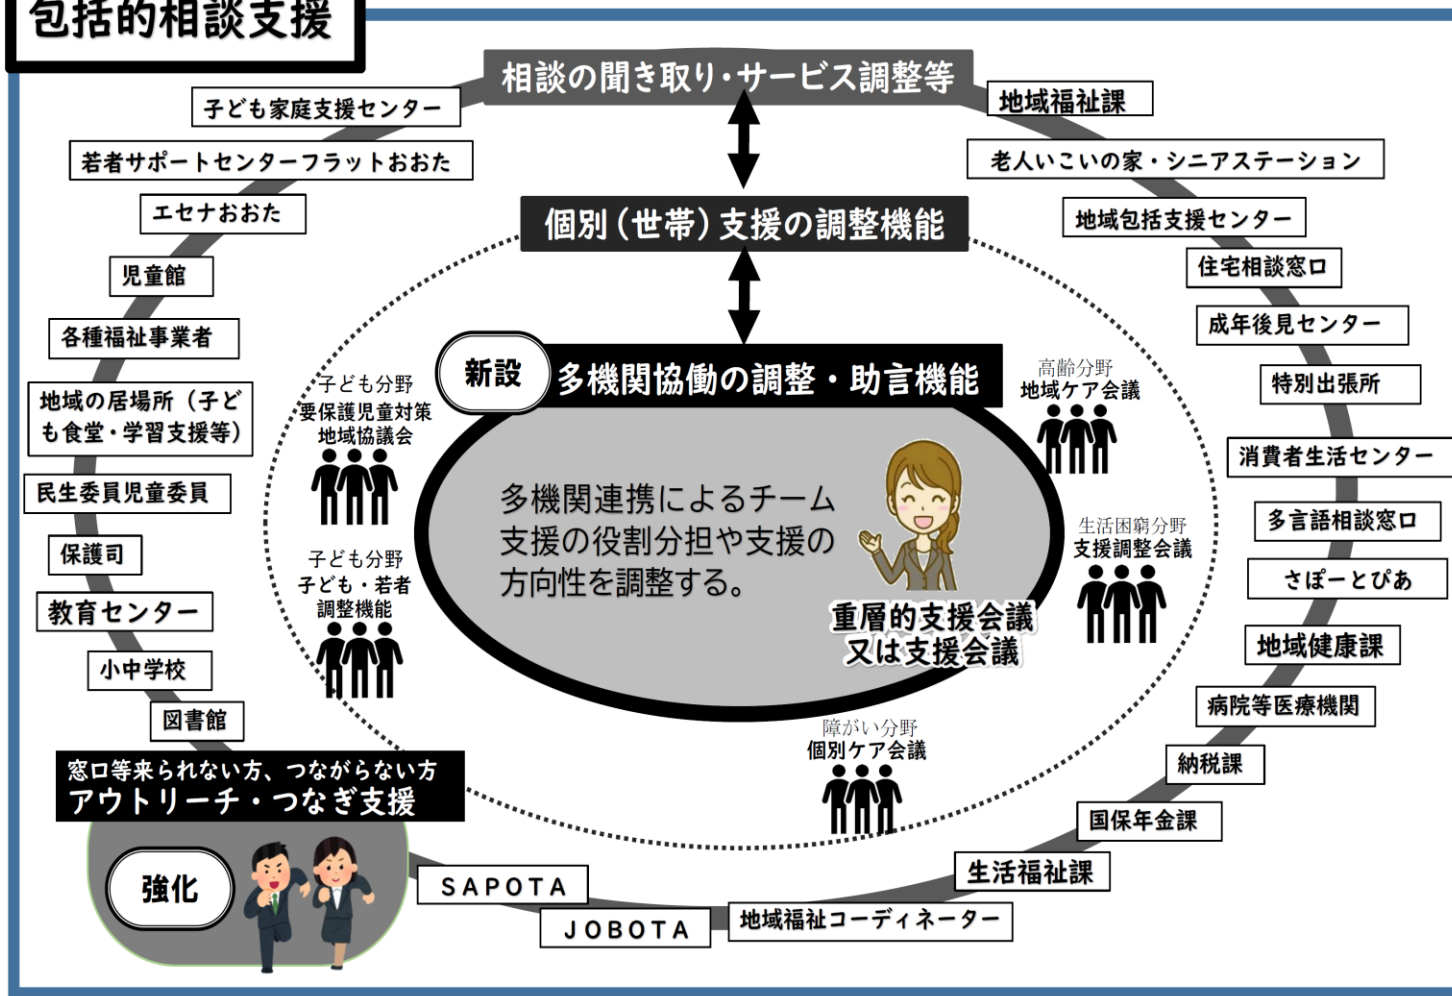 包括的相談支援
相談の聞き取り・サービス調整等
子ども家庭支援センター
若者サポートセンターフラットおおた
エセナおおた
児童館
各種福祉事業者
地域の居場所（子ど
も食堂・学習支援等）
民生委員児童委員
保護司
教育センター
小中学校
図書館
地域福祉課
老人いこいの家・シニアステーション
地域包括支援センター
住宅相談窓口
成年後見センター
特別出張所
消費者生活センター
多言語相談窓口
さぽーとぴあ
地域健康課
病院等医療機関
納税課
国保年金課
生活福祉課
地域福祉コーディネーター
JOBOTA
SAPOTA
個別（世帯）支援の調整機能
子ども分野
要保護児童対策
地域協議会
子ども分野
子ども・若者
調整機能
高齢分野
地域ケア会議
生活困窮分野
支援調整会議
障がい分野
個別ケア会議
新設
多機関協働の調整・助言機能
多機関連携によるチーム
支援の役割分担や支援の
方向性を調整する。
重層的支援会議
又は支援会議
窓口等来られない方、つながらない方
アウトリーチ・つなぎ支援
強化